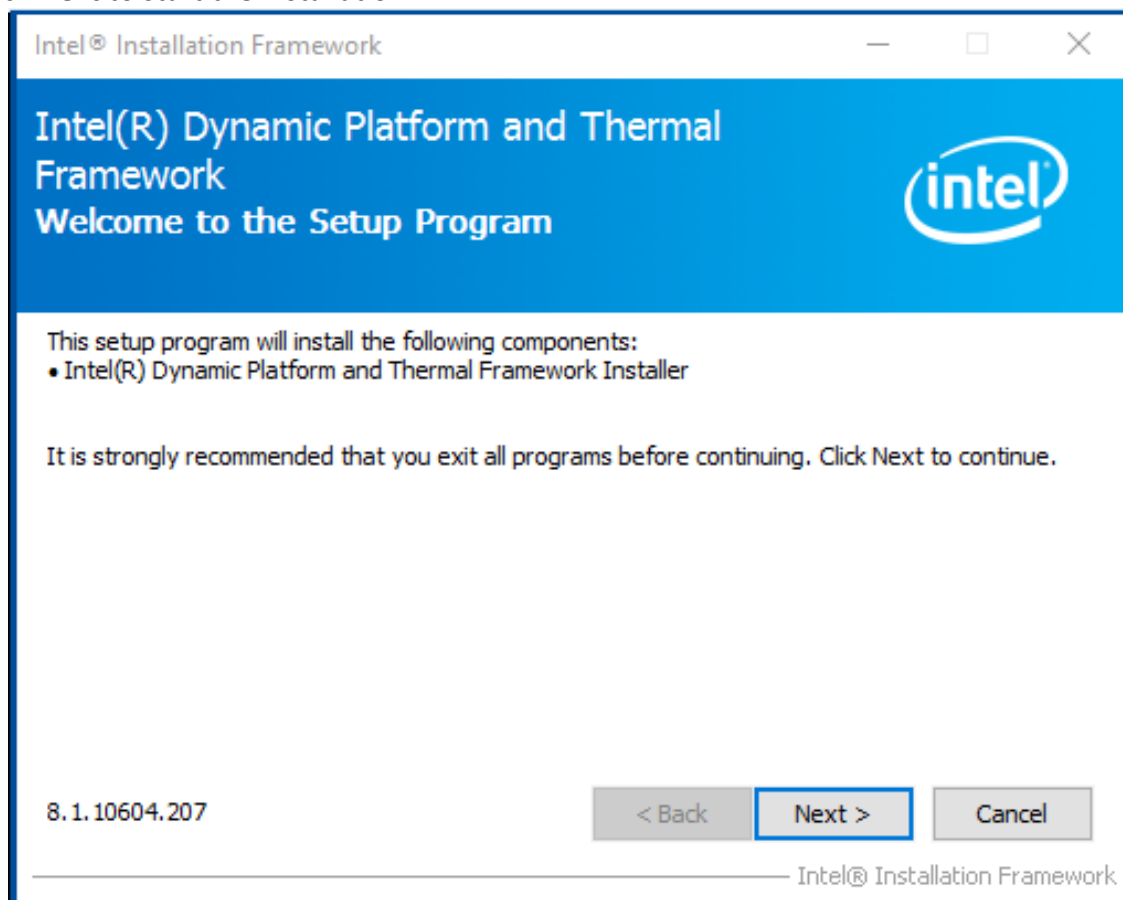 Intel® Installation Framework
Intel(R) Dynamic Platform and Thermal
Framework
Welcome to the Setup Program
intel
This setup program will install the following components:
• Intel(R) Dynamic Platform and Thermal Framework Installer
It is strongly recommended that you exit all programs before continuing. Click Next to continue.
8.1.10604.207
< Back
Next >
Cancel
Intel® Installation Framework